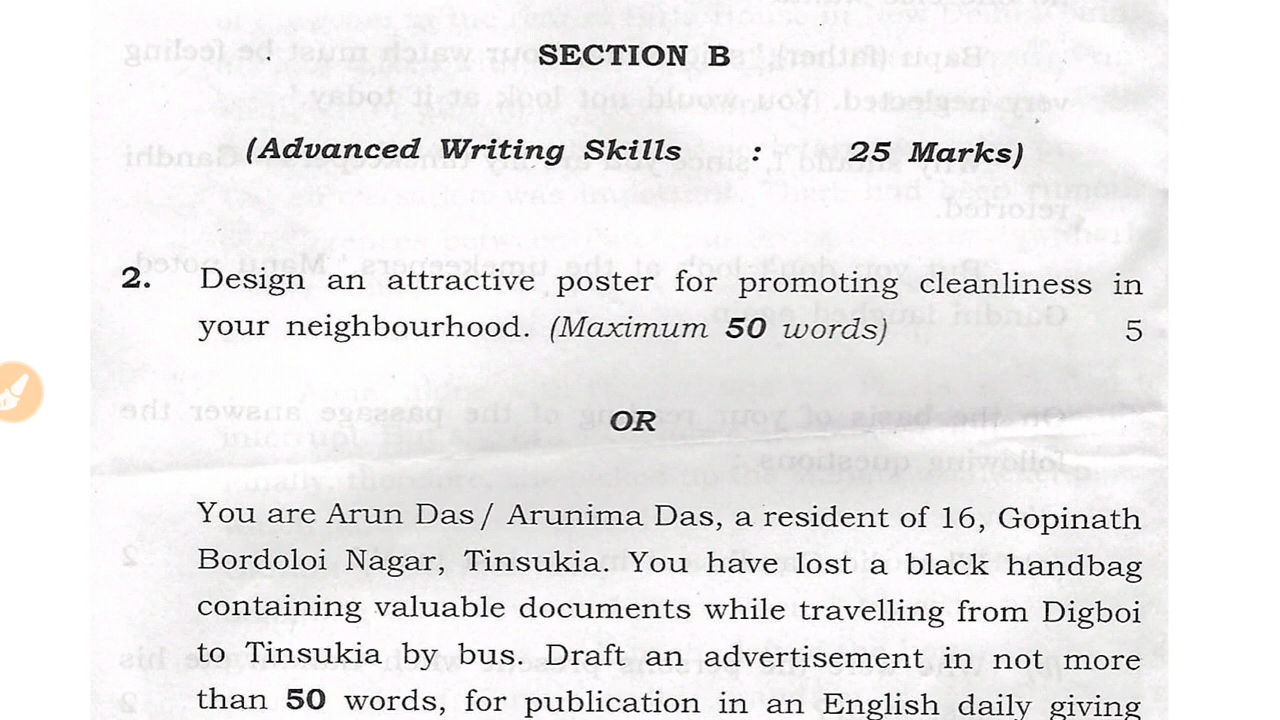 SECTION B
(Advanced Writing Skills : 25 Marks)
2. Design an attractive poster for promoting cleanliness in
your neighbourhood. (Maximum 50 words) 5
OR
You are Arun Das / Arunima Das, a resident of 16, Gopinath
Bordoloi Nagar, Tinsukia. You have lost a black handbag
containing valuable documents while travelling from Digboi
to Tinsukia by bus. Draft an advertisement in not more
than 50 words, for publication in an English daily giving